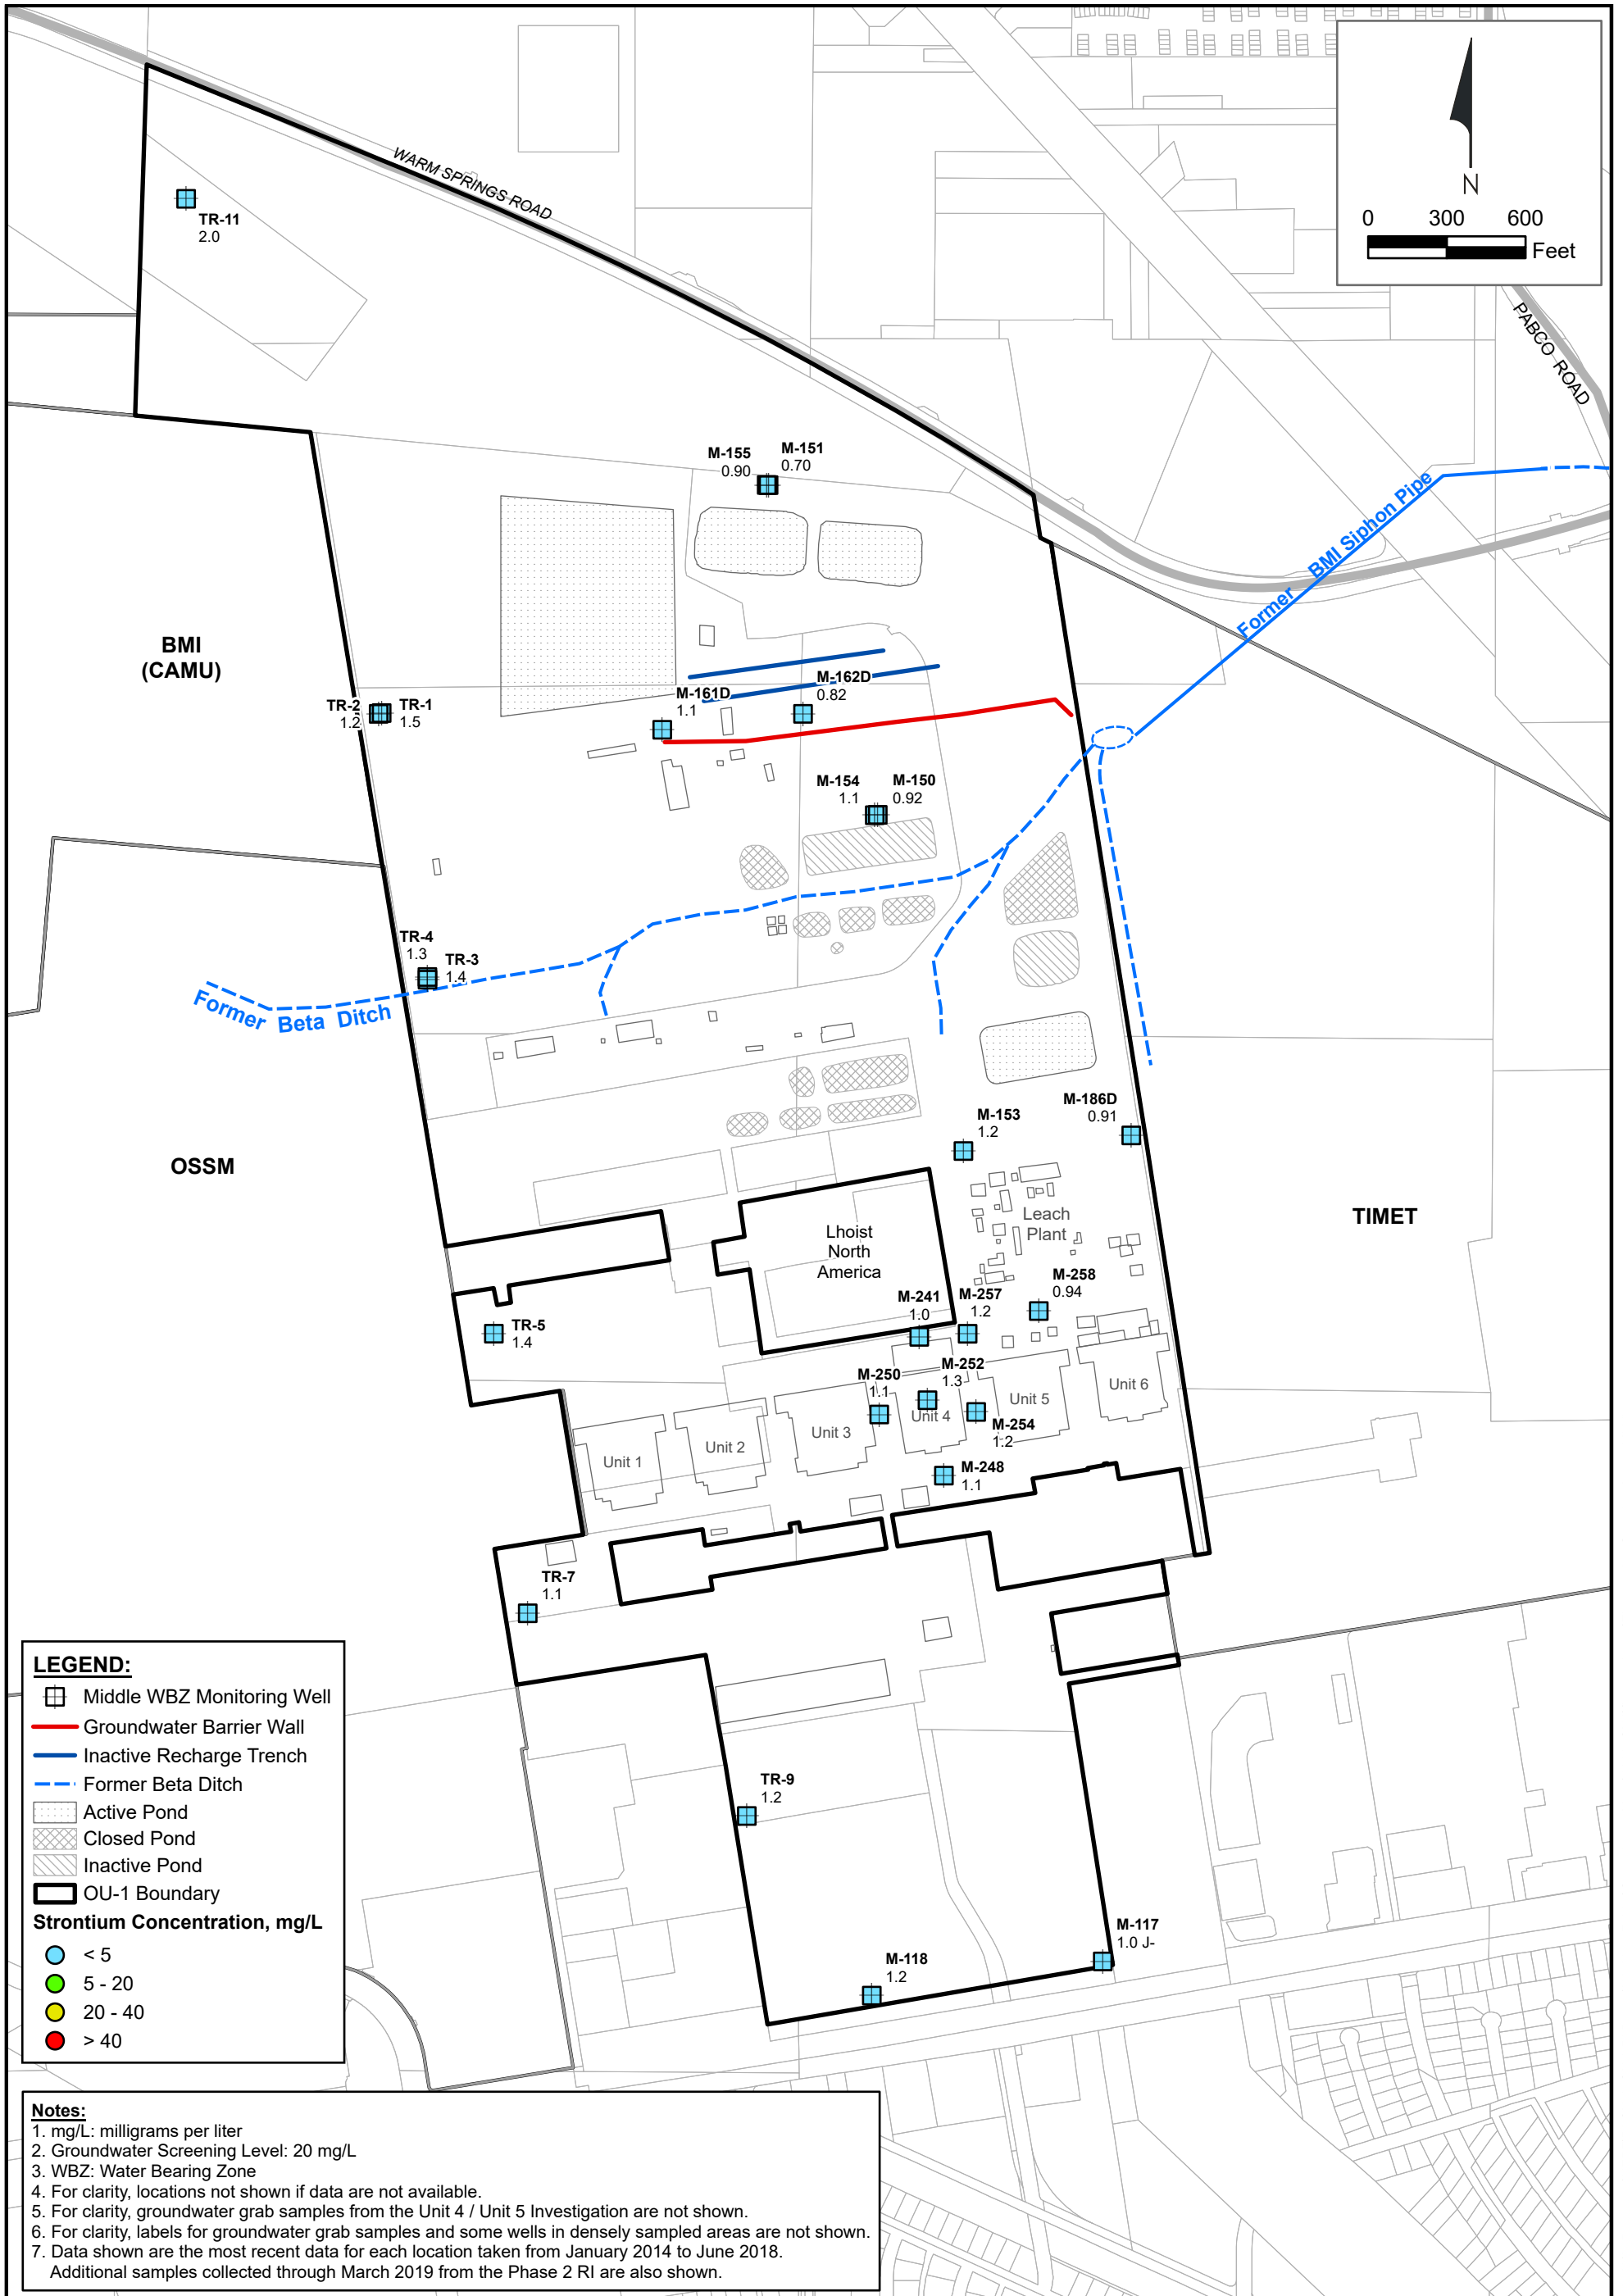 WARM SPRINGS ROAD
N
0 300 600
Feet
PABCO ROAD
TR-11
2.0
M-155
0.90
M-151
0.70
Former BMI Siphon Pipe
BMI
(CAMU)
M-161D
1.1
M-162D
0.82
TR-2
1.2
TR-1
1.5
M-154
1.1
M-150
0.92
TR-4
1.3
TR-3
1.4
Former Beta Ditch
M-186D
0.91
M-153
1.2
OSSM
TIMET
Leach
Plant
Lhoist
North
America
M-258
0.94
M-241
1.0
M-257
1.2
TR-5
1.4
M-250
1.1
M-252
1.3
Unit 6
Unit 5
Unit 4
Unit 3
Unit 2
Unit 1
M-254
1.2
M-248
1.1
TR-7
1.1
TR-9
1.2
M-117
1.0 J-
M-118
1.2
LEGEND:
Middle WBZ Monitoring Well
Groundwater Barrier Wall
Inactive Recharge Trench
Former Beta Ditch
Active Pond
Closed Pond
Inactive Pond
OU-1 Boundary
Strontium Concentration, mg/L
< 5
5 - 20
20 - 40
> 40
Notes:
1. mg/L: milligrams per liter
2. Groundwater Screening Level: 20 mg/L
3. WBZ: Water Bearing Zone
4. For clarity, locations not shown if data are not available.
5. For clarity, groundwater grab samples from the Unit 4 / Unit 5 Investigation are not shown.
6. For clarity, labels for groundwater grab samples and some wells in densely sampled areas are not shown.
7. Data shown are the most recent data for each location taken from January 2014 to June 2018.
Additional samples collected through March 2019 from the Phase 2 RI are also shown.